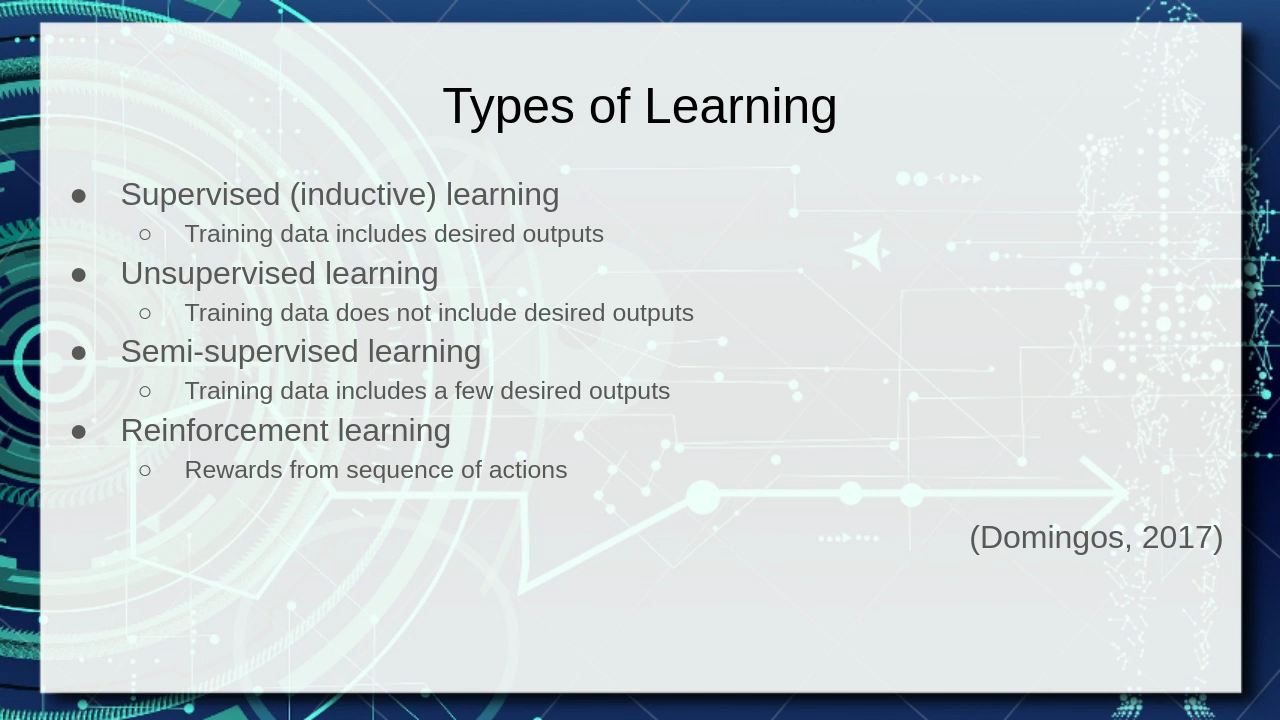 Types of Learning
● Supervised (inductive) learning
○ Training data includes desired outputs
● Unsupervised learning
○ Training data does not include desired outputs
● Semi-supervised learning
○ Training data includes a few desired outputs
● Reinforcement learning
○ Rewards from sequence of actions
(Domingos, 2017)